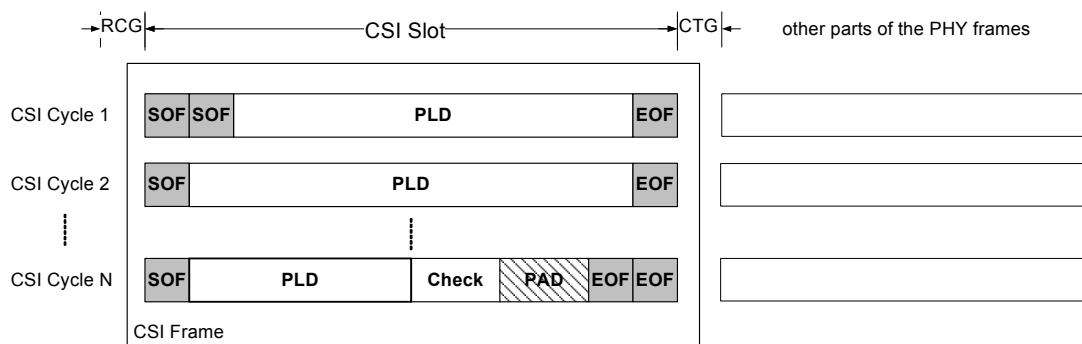 RCG CSI Slot CTG other parts of the PHY frames
CSI Cycle 1 SOF SOF PLD EOF
CSI Cycle 2 SOF PLD EOF
CSI Cycle N SOF PLD Check PAD EOF EOF
CSI Frame